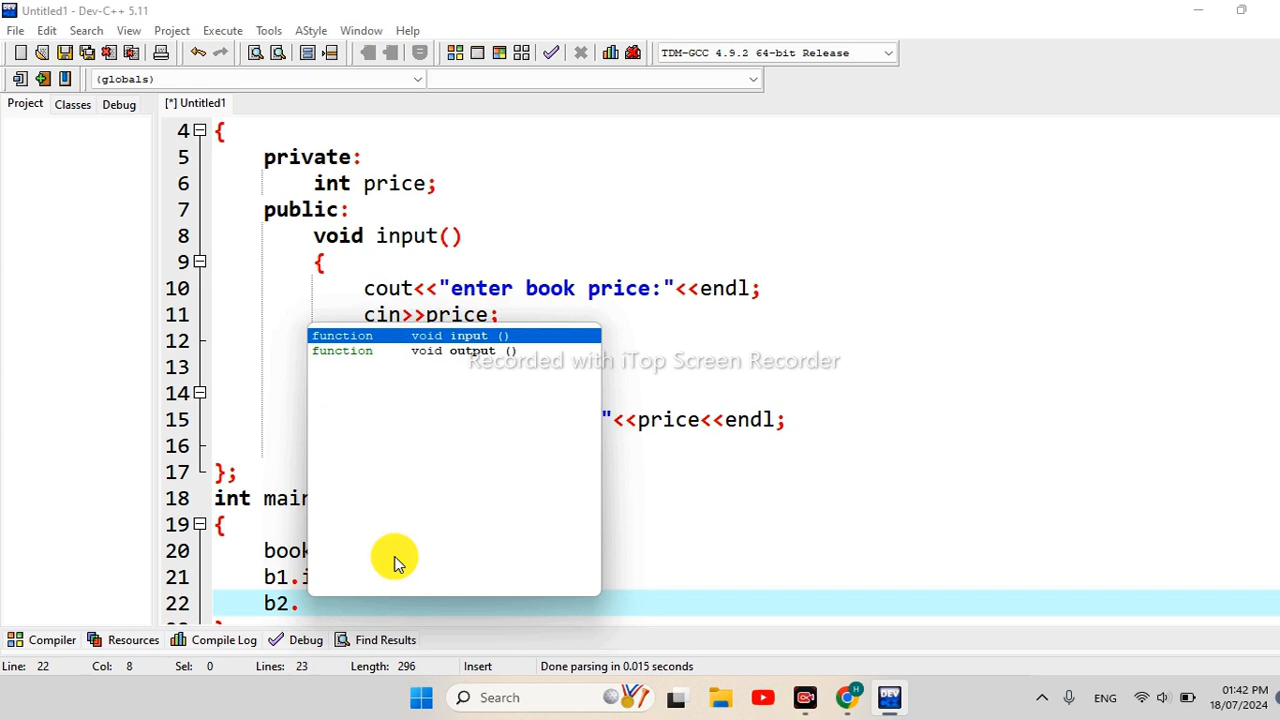 Untitled1 - Dev-C++ 5.11
File Edit Search View Project Execute Tools AStyle Window Help
TDM-GCC 4.9.2 64-bit Release
(globals)
Project Classes Debug [*] Untitled1
4 {
5 private:
6 int price;
7 public:
8 void input()
9 {
10 cout<<"enter book price:"<<endl;
11 cin>>price;
12
13
14
15 "<<price<<endl;
16
17 };
18 int main
19 {
20 book
21 b1.i
22 b2.
function void input ()
function void output ()
Recorded with iTop Screen Recorder
Compiler Resources Compile Log Debug Find Results
Line: 22 Col: 8 Sel: 0 Lines: 23 Length: 296 Insert Done parsing in 0.015 seconds
Search DEV ENG 01:42 PM
18/07/2024